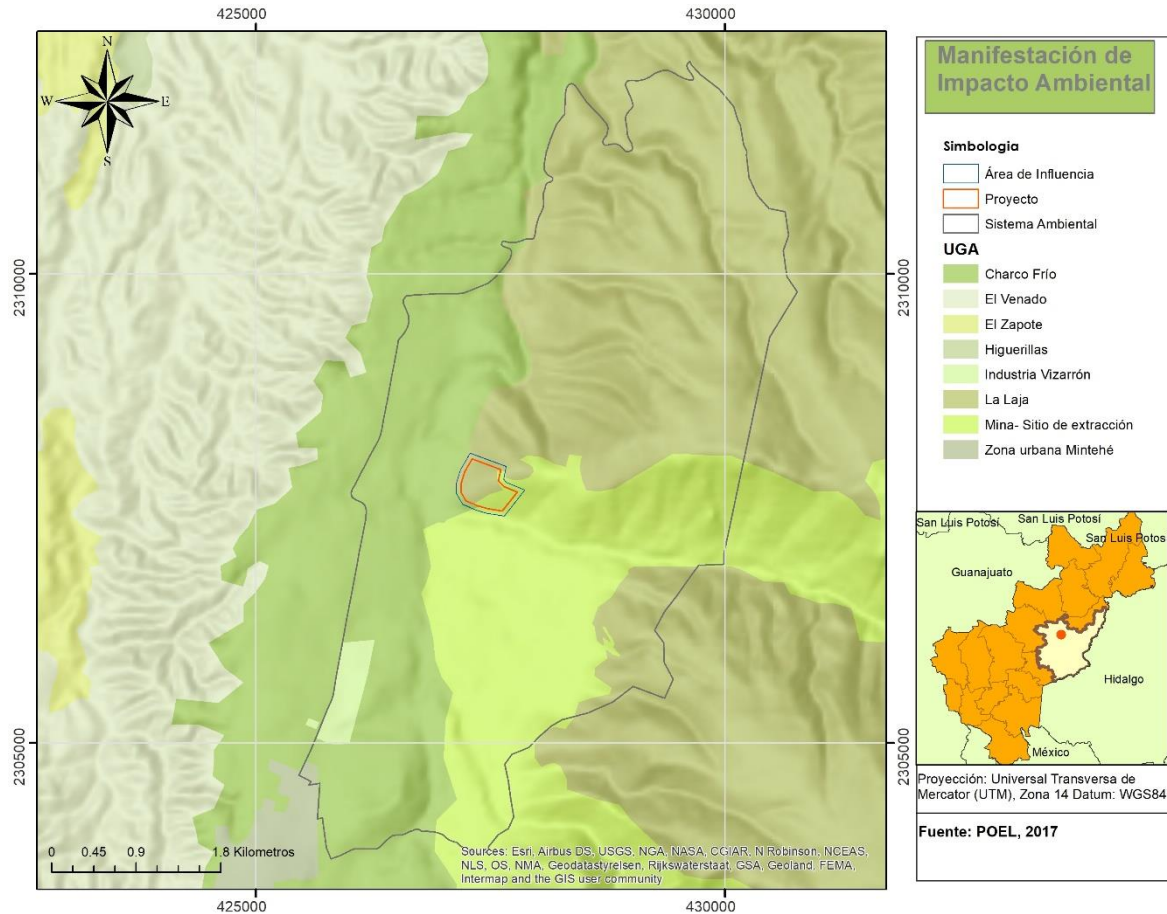 425000
430000
N
W
E
S
2310000
2310000
2305000
2305000
0
0.45
0.9
1.8 Kilometros
Sources: Esri, Airbus DS, USGS, NGA, NASA, CGIAR, N Robinson, NCEAS,
NLS, OS, NMA, Geodatastyrelsen, Rijkswaterstaat, GSA, Geoland, FEMA,
Intermap and the GIS user community
425000
430000
Manifestación de
Impacto Ambiental
Simbologia
Área de Influencia
Proyecto
Sistema Ambiental
UGA
Charco Frío
El Venado
El Zapote
Higuerillas
Industria Vizarrón
La Laja
Mina- Sitio de extracción
Zona urbana Mintehé
San Luis Potosí
San Luis Potosí
San Luis Potos
Guanajuato
Hidalgo
México
Proyección: Universal Transversa de
Mercator (UTM), Zona 14 Datum: WGS84
Fuente: POEL, 2017